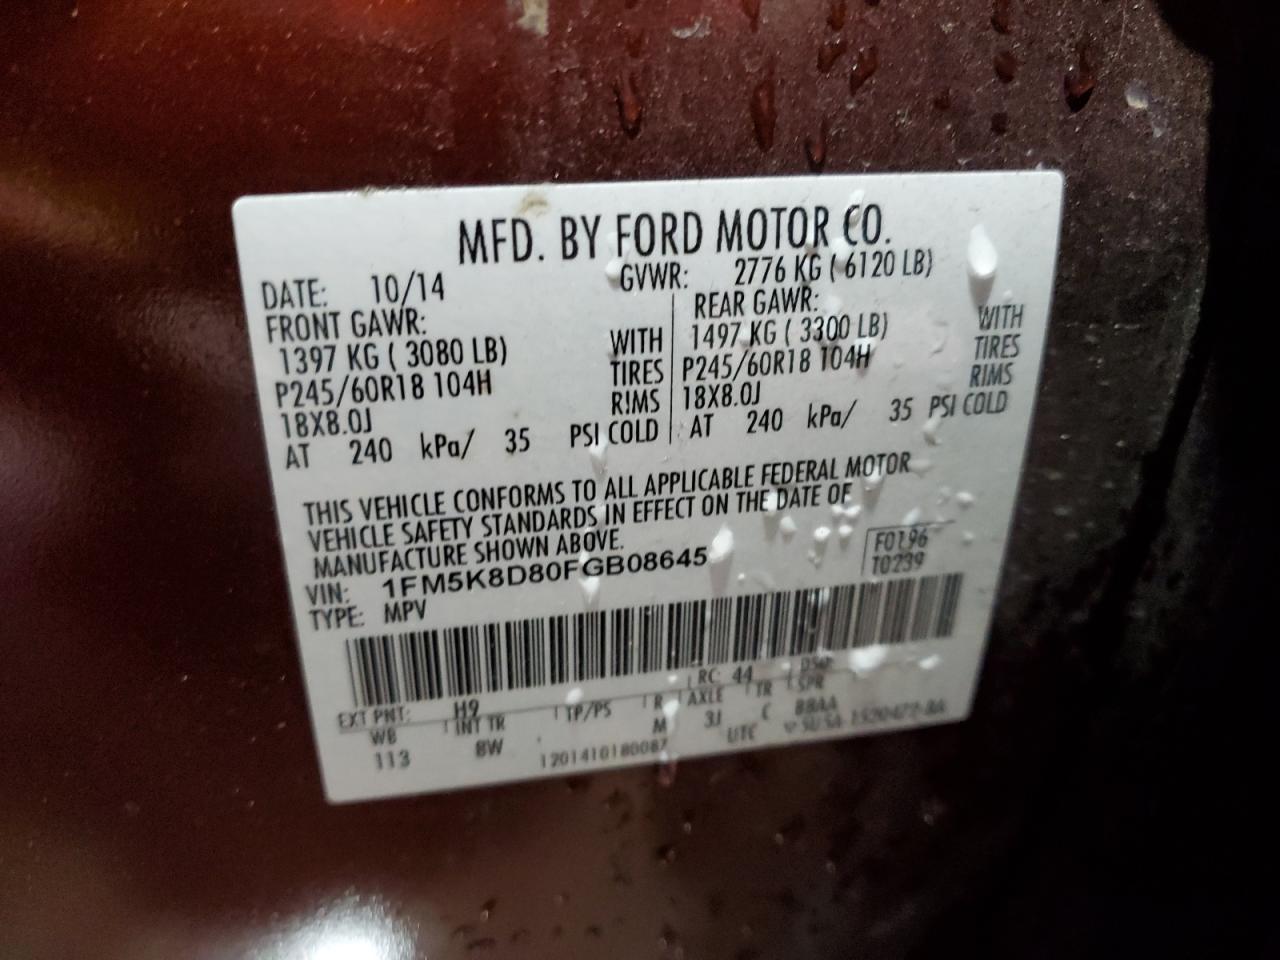 MFD. BY FORD MOTOR CO.
DATE: 10/14 GVWR: 2776 KG ( 6120 LB)
FRONT GAWR: REAR GAWR:
1397 KG ( 3080 LB) WITH 1497 KG ( 3300 LB) WITH
P245/60R18 104H TIRES P245/60R18 104H TIRES
18X8.0J RIMS 18X8.0J RIMS
AT 240 kPa/ 35 PSI COLD AT 240 kPa/ 35 PSI COLD
THIS VEHICLE CONFORMS TO ALL APPLICABLE FEDERAL MOTOR
VEHICLE SAFETY STANDARDS IN EFFECT ON THE DATE OF
MANUFACTURE SHOWN ABOVE.
F0196
VIN: 1FM5K8D80FGB08645 T0239
TYPE: MPV
EXT PNT: H9 RC: 44 DSO:
WB INT TR TP/PS R AXLE TR SPR
113 8W M 3J C BBAA
1201410180087 UTC